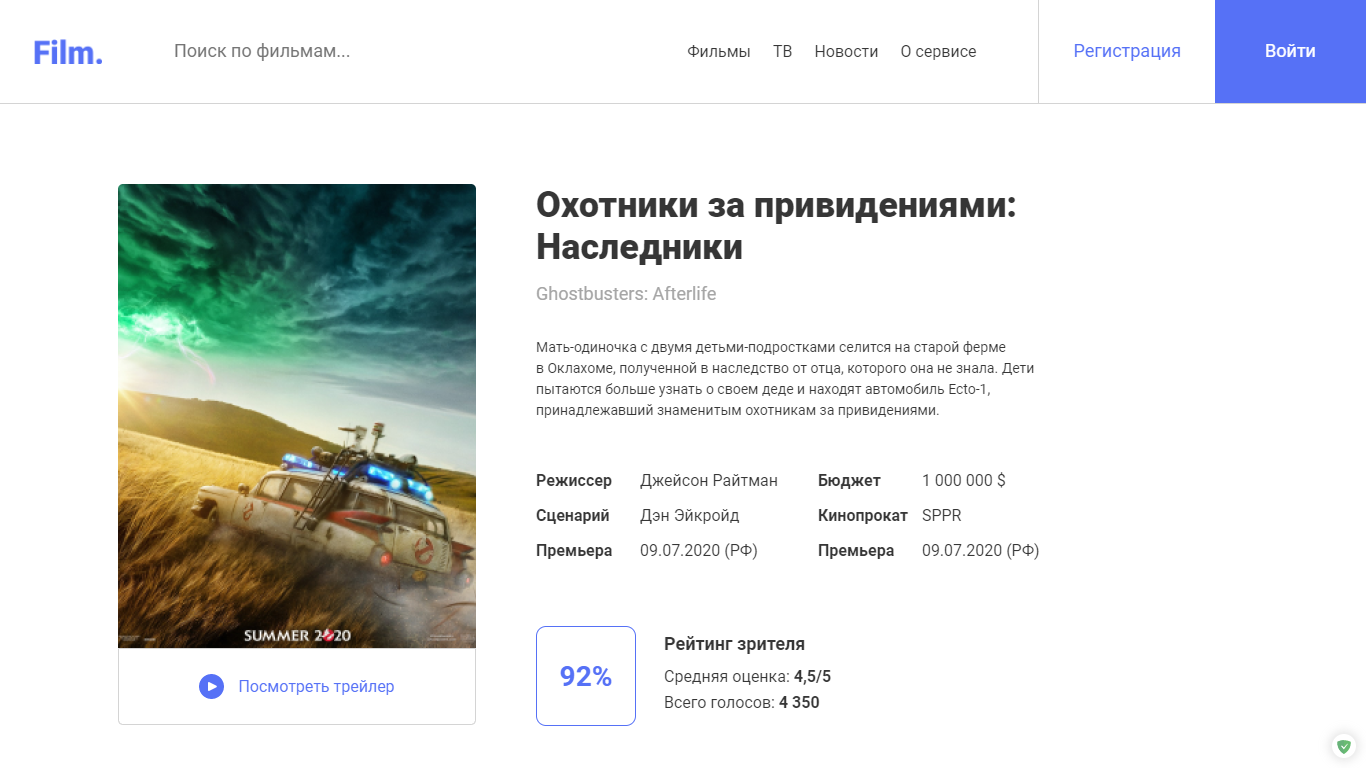 Film.
Поиск по фильмам...
Фильмы ТВ Новости О сервисе
Регистрация
Войти
Охотники за привидениями:
Наследники
Ghostbusters: Afterlife
Мать-одиночка с двумя детьми-подростками селится на старой ферме
в Оклахоме, полученной в наследство от отца, которого она не знала. Дети
пытаются больше узнать о своем деде и находят автомобиль Ecto-1,
принадлежавший знаменитым охотникам за привидениями.
Режиссер Джейсон Райтман Бюджет 1 000 000 $
Сценарий Дэн Эйкройд Кинопрокат SPPR
Премьера 09.07.2020 (РФ) Премьера 09.07.2020 (РФ)
SUMMER 2020
Посмотреть трейлер
92%
Рейтинг зрителя
Средняя оценка: 4,5/5
Всего голосов: 4 350